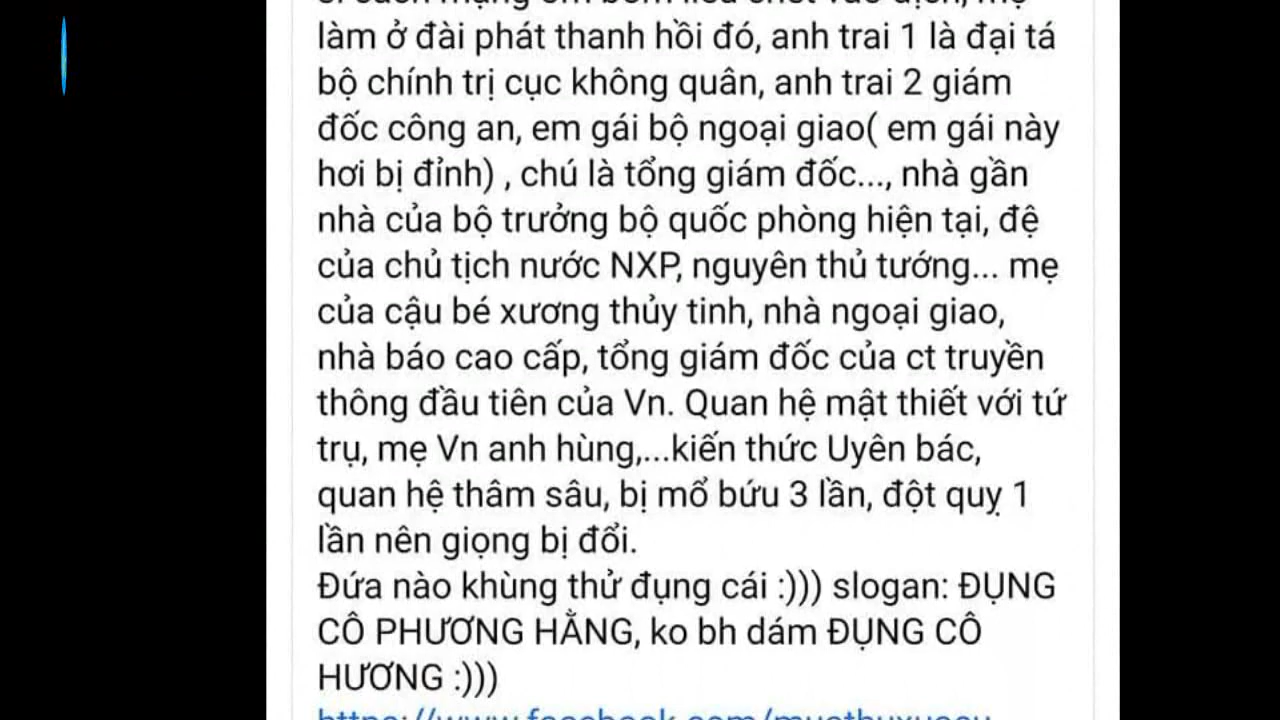 làm ở đài phát thanh hồi đó, anh trai 1 là đại tá
bộ chính trị cục không quân, anh trai 2 giám
đốc công an, em gái bộ ngoại giao( em gái này
hơi bị đỉnh) , chú là tổng giám đốc..., nhà gần
nhà của bộ trưởng bộ quốc phòng hiện tại, đệ
của chủ tịch nước NXP, nguyên thủ tướng... mẹ
của cậu bé xương thủy tinh, nhà ngoại giao,
nhà báo cao cấp, tổng giám đốc của ct truyền
thông đầu tiên của Vn. Quan hệ mật thiết với tứ
trụ, mẹ Vn anh hùng,...kiến thức Uyên bác,
quan hệ thâm sâu, bị mổ bứu 3 lần, đột quỵ 1
lần nên giọng bị đổi.
Đứa nào khùng thử đụng cái :))) slogan: ĐỤNG
CÔ PHƯƠNG HẰNG, ko bh dám ĐỤNG CÔ
HƯƠNG :)))